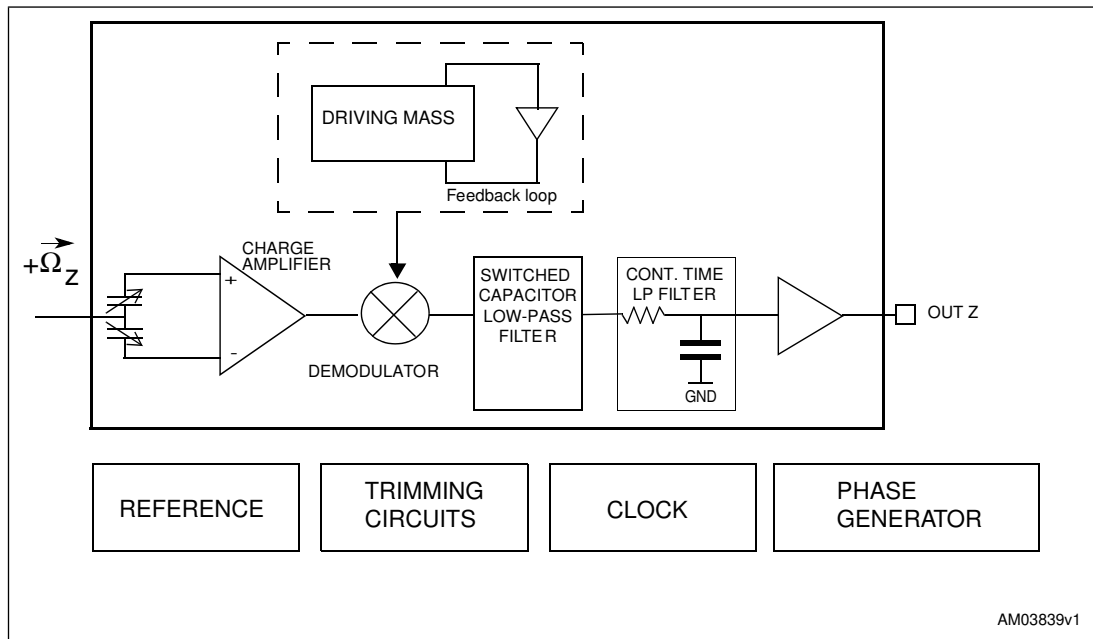 DRIVING MASS
Feedback loop
+Ω⃗Z
CHARGE
AMPLIFIER
+
-
DEMODULATOR
SWITCHED
CAPACITOR
LOW-PASS
FILTER
CONT. TIME
LP FILTER
GND
OUT Z
REFERENCE
TRIMMING
CIRCUITS
CLOCK
PHASE
GENERATOR
AM03839v1